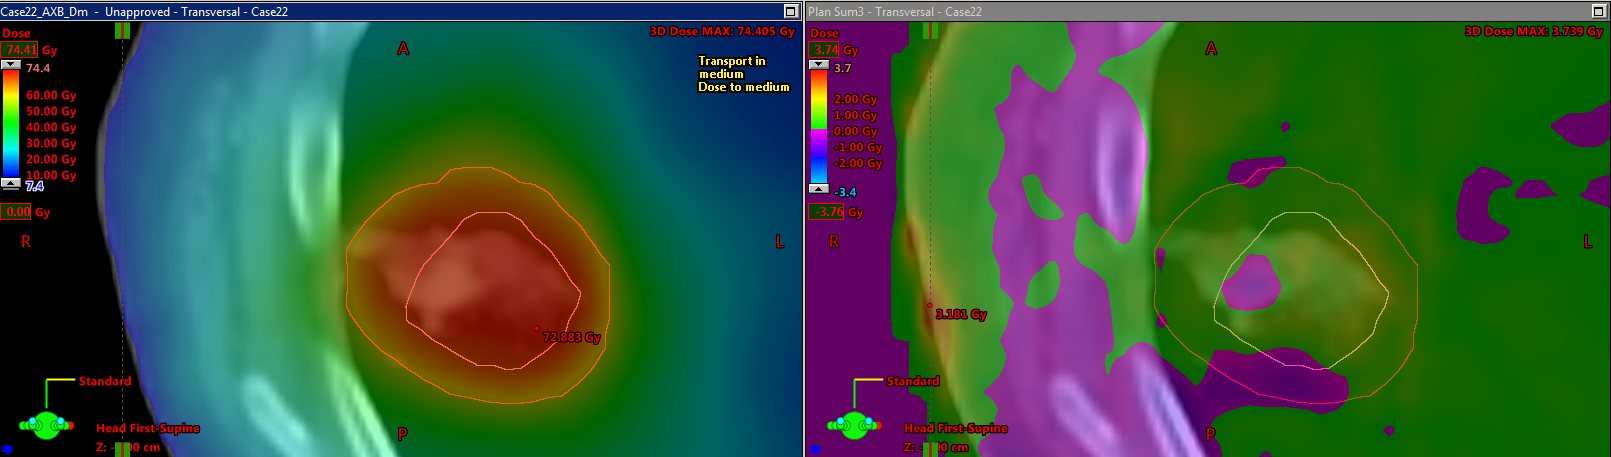 Case22_AXB_Dm - Unapproved - Transversal - Case22
Dose
74.41 Gy
74.4
60.00 Gy
50.00 Gy
40.00 Gy
30.00 Gy
20.00 Gy
10.00 Gy
7.4
0.00 Gy
3D Dose MAX: 74.405 Gy
A
Transport in
medium
Dose to medium
R
L
72.883 Gy
Standard
Head First-Supine
P
Z:
00 cm
Plan Sum3 - Transversal - Case22
Dose
3.74 Gy
3.7
2.00 Gy
1.00 Gy
0.00 Gy
-1.00 Gy
-2.00 Gy
-3.4
-3.76 Gy
3D Dose MAX: 3.739 Gy
A
R
L
3.181 Gy
Standard
Head First-Supine
P
Z:
00 cm